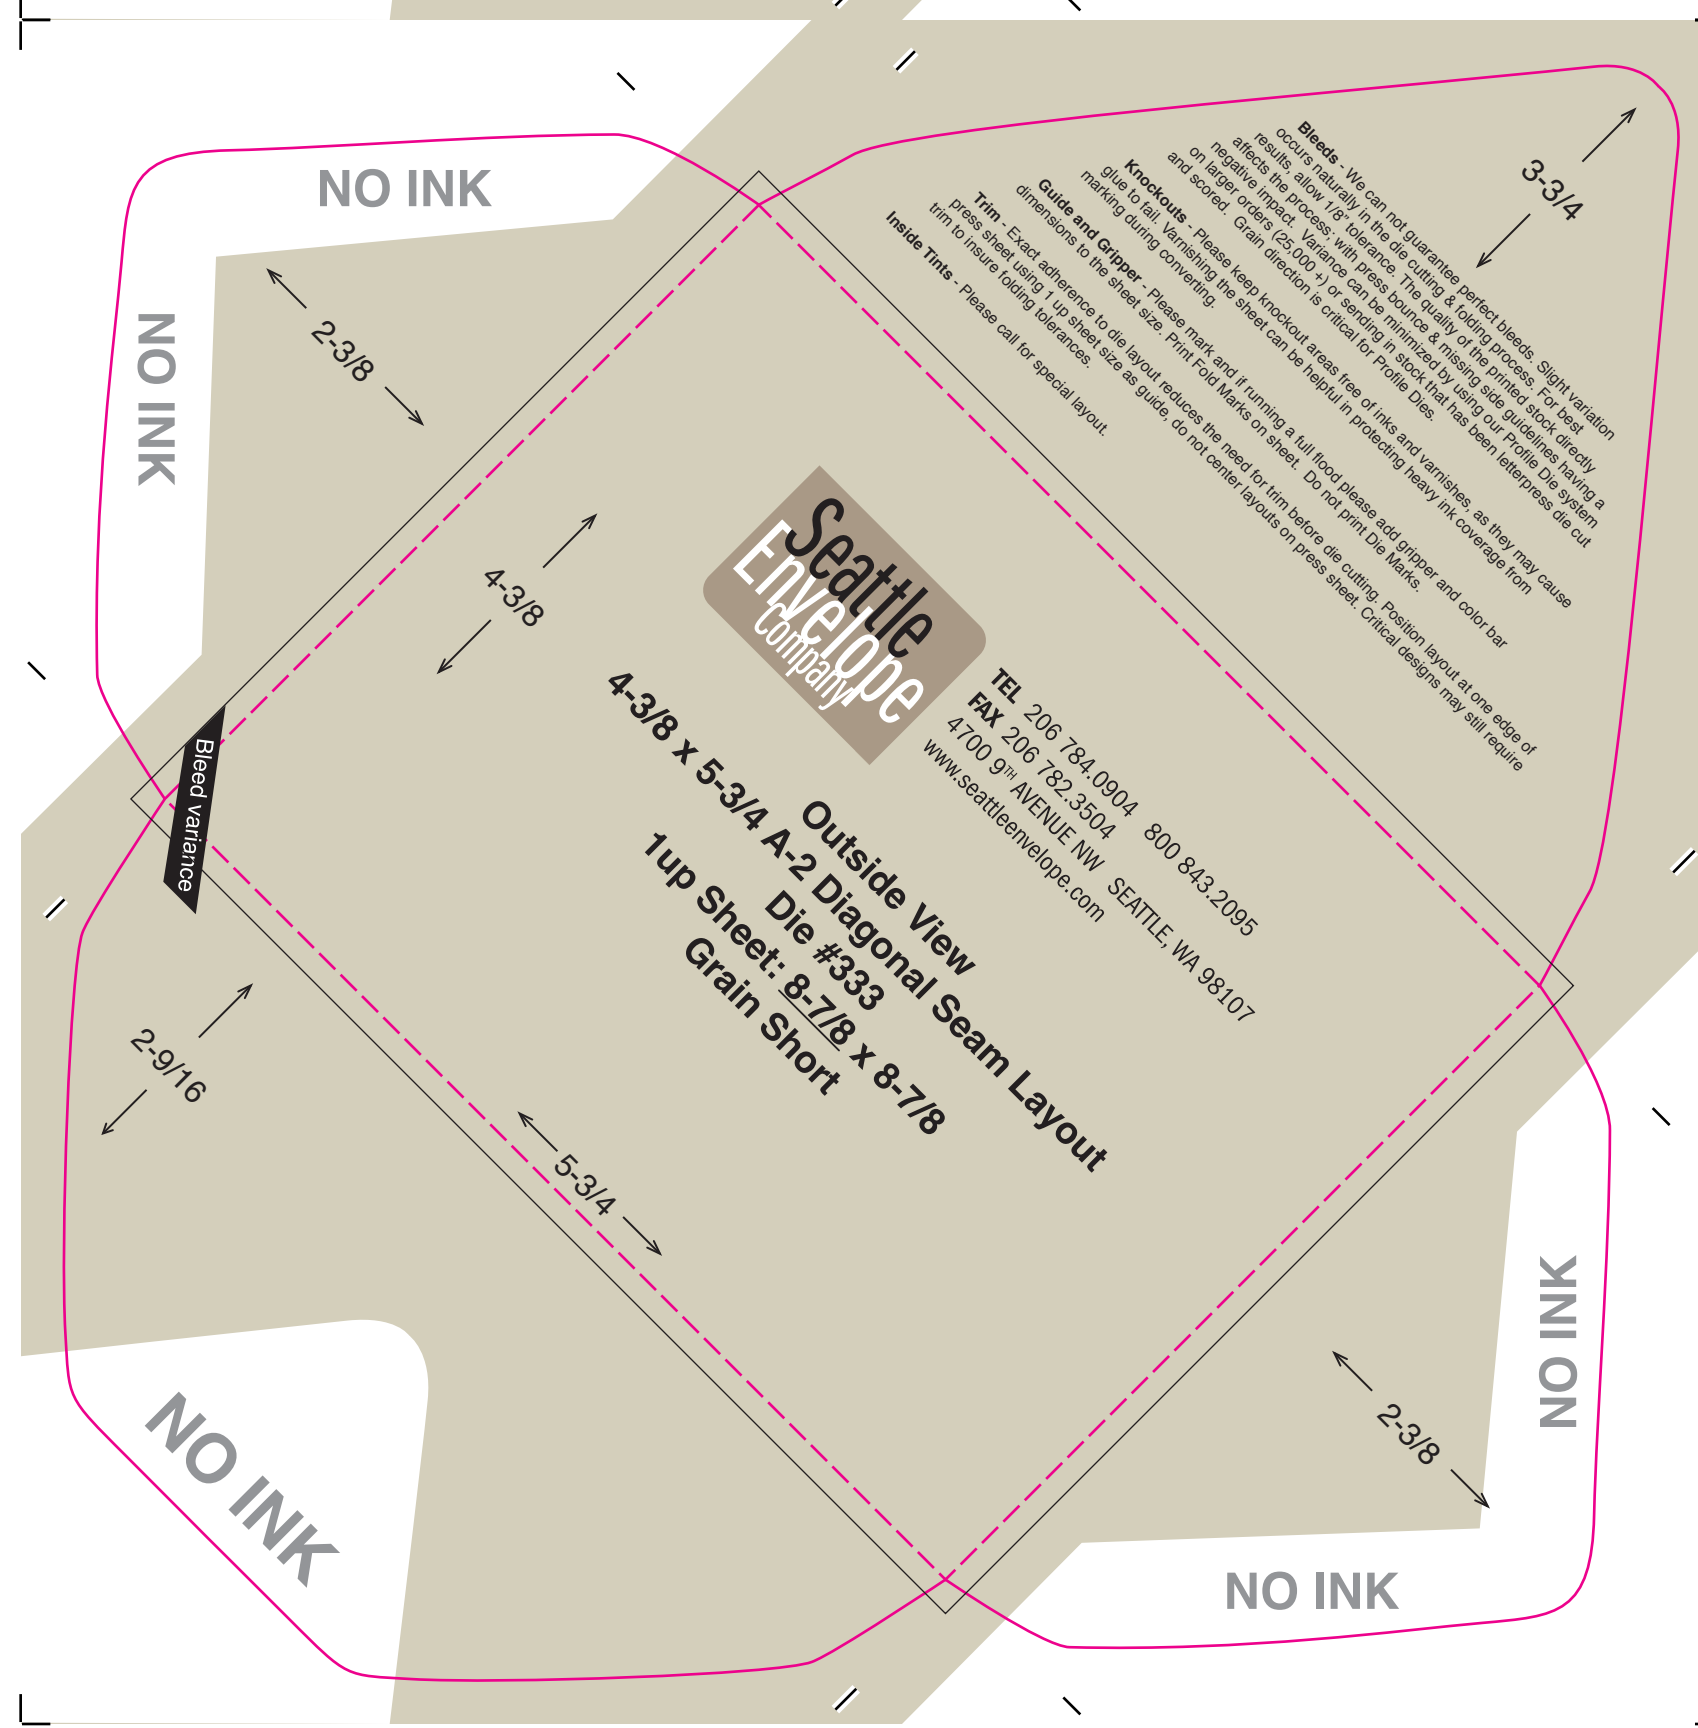 NO INK
NO INK
2-3/8
3-3/4
Bleeds - We can not guarantee perfect bleeds. Slight variation
occurs naturally in the die cutting & folding process. For best
results, allow 1/8" tolerance. The quality of the printed stock directly
affects the process; with press bounce & missing side guidelines having a
negative impact. Variance can be minimized by using our Profile Die system
on larger orders (25,000 +) or sending in stock that has been letterpress die cut
and scored. Grain direction is critical for Profile Dies.
Knockouts - Please keep knockout areas free of inks and varnishes, as they may cause
glue to fail. Varnishing the sheet can be helpful in protecting heavy ink coverage from
marking during converting.
Guide and Gripper - Please mark and if running a full flood please add gripper and color bar
dimensions to the sheet size. Print Fold Marks on sheet. Do not print Die Marks.
Trim - Exact adherence to die layout reduces the need for trim before die cutting. Position layout at one edge of
press sheet using 1 up sheet size as guide, do not center layouts on press sheet. Critical designs may still require
trim to insure folding tolerances.
Inside Tints - Please call for special layout.
4-3/8
Seattle
Envelope
Company
TEL 206 784.0904 800 843.2095
FAX 206 782.3504
4700 9TH AVENUE NW SEATTLE, WA 98107
www.seattleenvelope.com
Outside View
4-3/8 x 5-3/4 A-2 Diagonal Seam Layout
Die #333
1up Sheet: 8-7/8 x 8-7/8
Grain Short
Bleed variance
2-9/16
5-3/4
NO INK
2-3/8
NO INK
NO INK